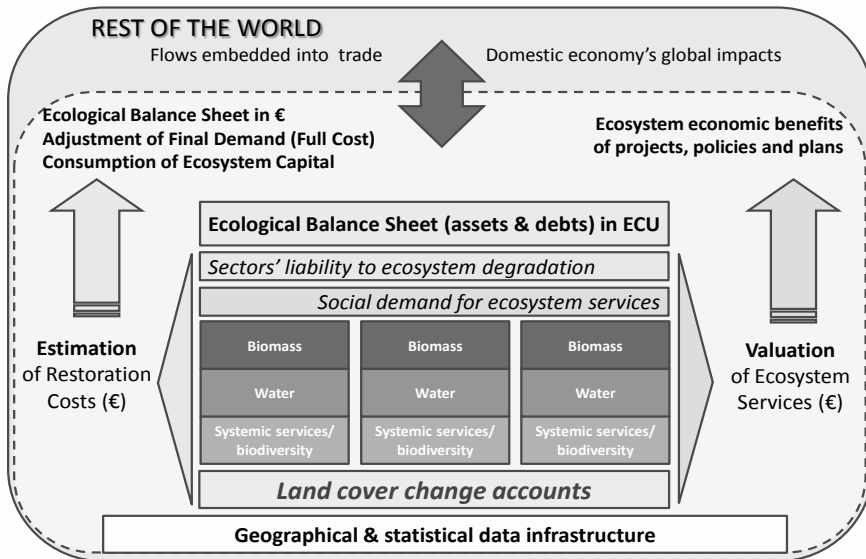 REST OF THE WORLD
Flows embedded into trade
Domestic economy's global impacts
Ecological Balance Sheet in €
Adjustment of Final Demand (Full Cost)
Consumption of Ecosystem Capital
Ecosystem economic benefits
of projects, policies and plans
Ecological Balance Sheet (assets & debts) in ECU
Sectors' liability to ecosystem degradation
Social demand for ecosystem services
Estimation
of Restoration
Costs (€)
Biomass
Water
Systemic services/
biodiversity
Biomass
Water
Systemic services/
biodiversity
Biomass
Water
Systemic services/
biodiversity
Valuation
of Ecosystem
Services (€)
Land cover change accounts
Geographical & statistical data infrastructure